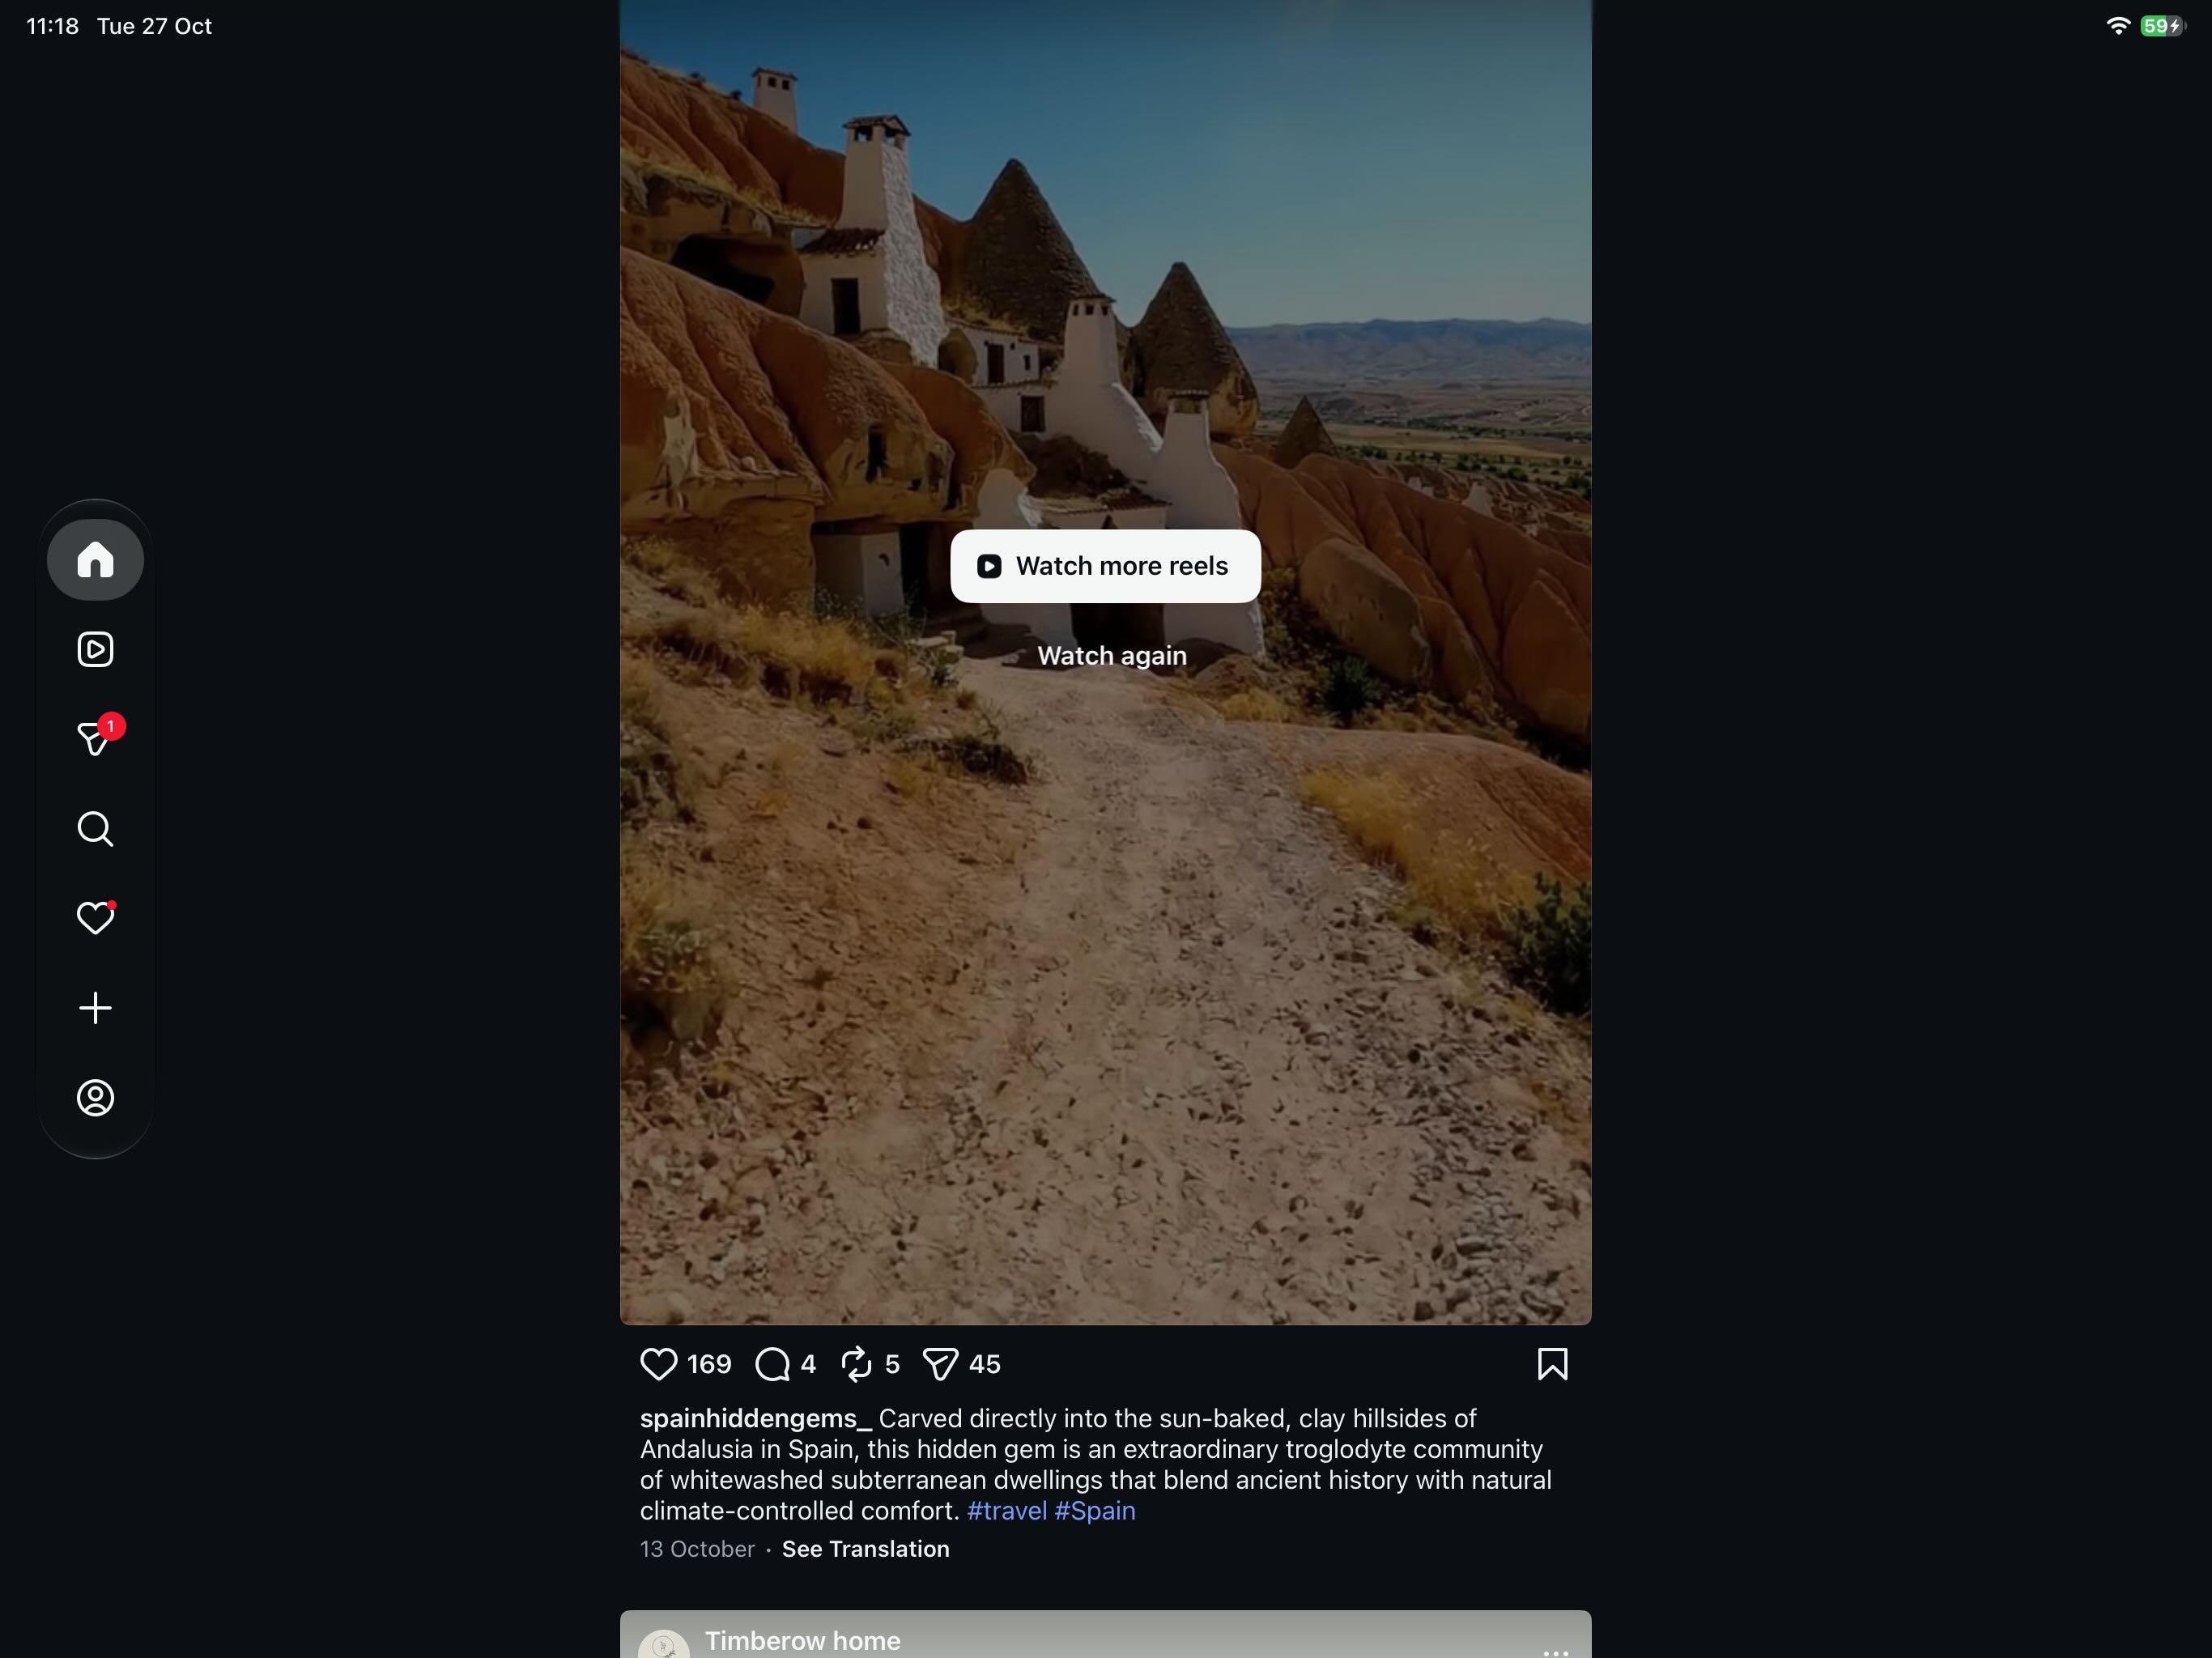 11:18 Tue 27 Oct
59
Watch more reels
Watch again
1
169 4 5 45
spainhiddengems_ Carved directly into the sun-baked, clay hillsides of
Andalusia in Spain, this hidden gem is an extraordinary troglodyte community
of whitewashed subterranean dwellings that blend ancient history with natural
climate-controlled comfort. #travel #Spain
13 October · See Translation
Timberow home